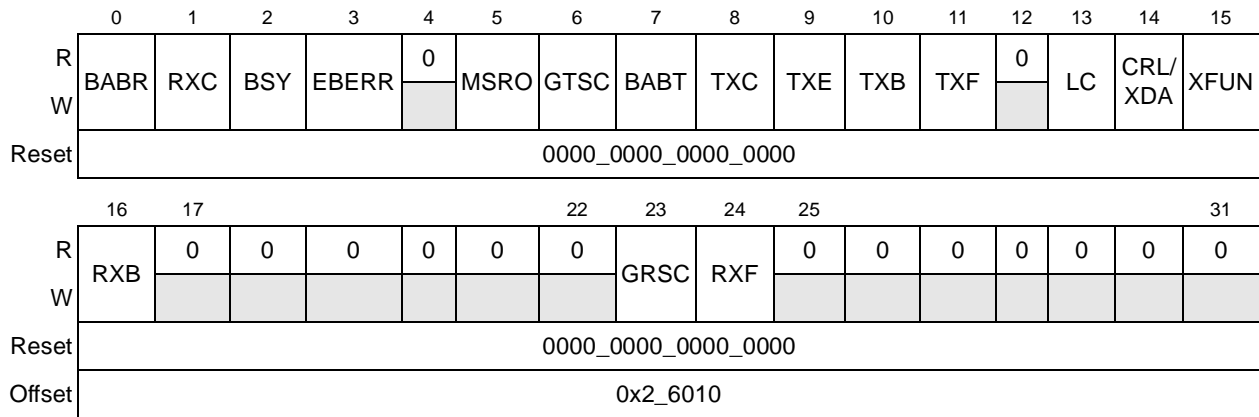 0 1 2 3 4 5 6 7 8 9 10 11 12 13 14 15
R BABR RXC BSY EBERR 0 MSRO GTSC BABT TXC TXE TXB TXF 0 LC CRL/ XFUN
W XDA
Reset 0000_0000_0000_0000
16 17 22 23 24 25 31
R RXB 0 0 0 0 0 0 GRSC RXF 0 0 0 0 0 0 0
W
Reset 0000_0000_0000_0000
Offset 0x2_6010